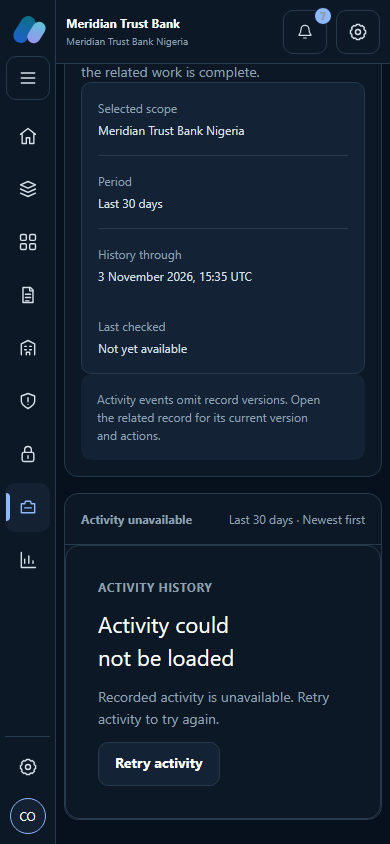 Meridian Trust Bank
Meridian Trust Bank Nigeria
the related work is complete.
Selected scope
Meridian Trust Bank Nigeria
Period
Last 30 days
History through
3 November 2026, 15:35 UTC
Last checked
Not yet available
Activity events omit record versions. Open
the related record for its current version
and actions.
Activity unavailable
Last 30 days · Newest first
ACTIVITY HISTORY
Activity could
not be loaded
Recorded activity is unavailable. Retry
activity to try again.
Retry activity
CO